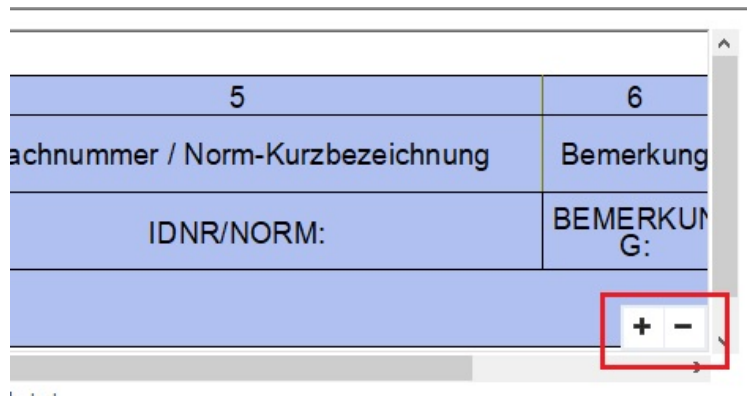 5 6
achnummer / Norm-Kurzbezeichnung Bemerkung
IDNR/NORM: BEMERKUN
G:
+ −